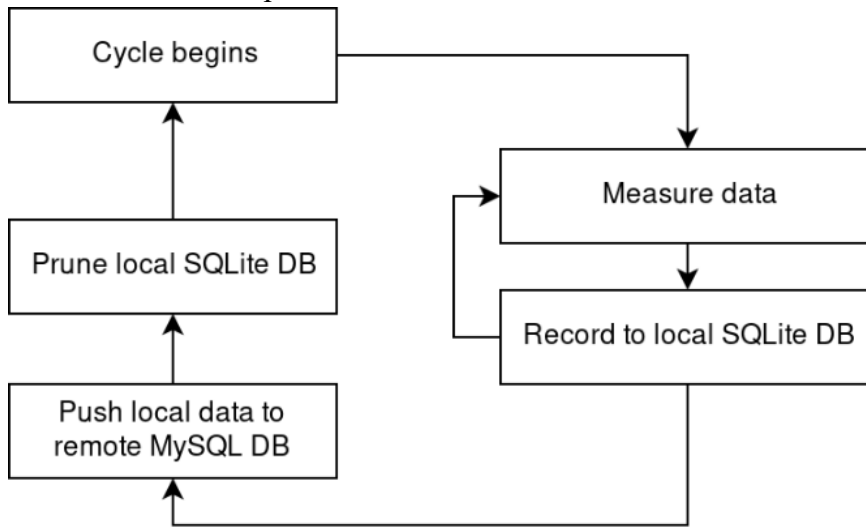 Cycle begins
Measure data
Prune local SQLite DB
Record to local SQLite DB
Push local data to
remote MySQL DB